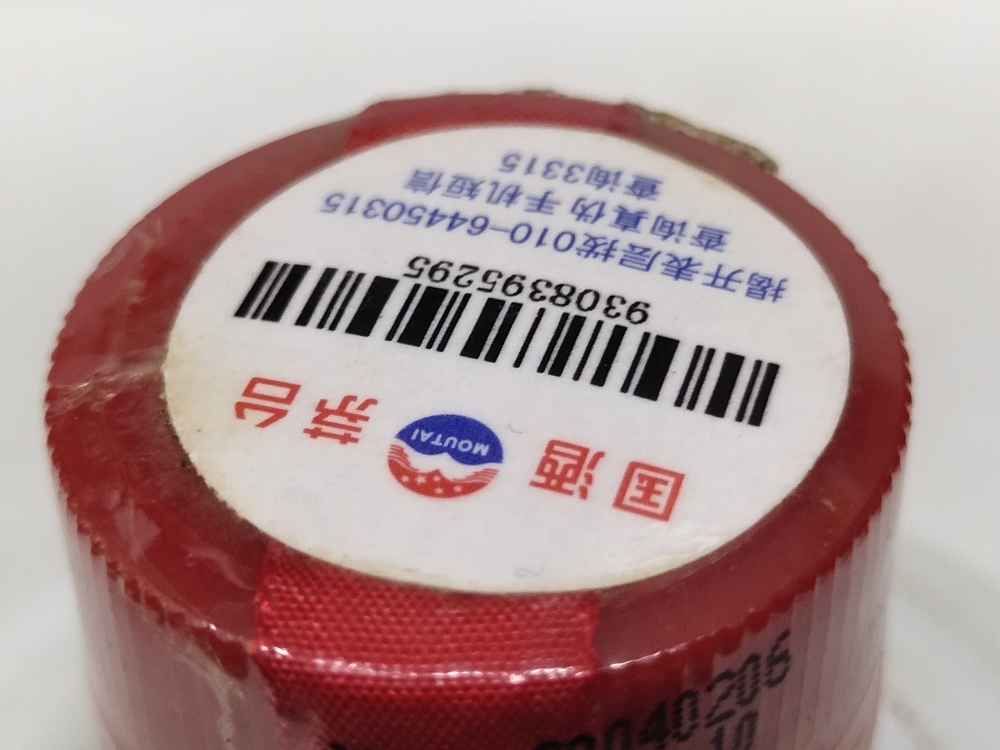 国酒 MOUTAI 茅台
9308395295
揭开表层拨010-64450315
查询真伪 手机短信
查询3315